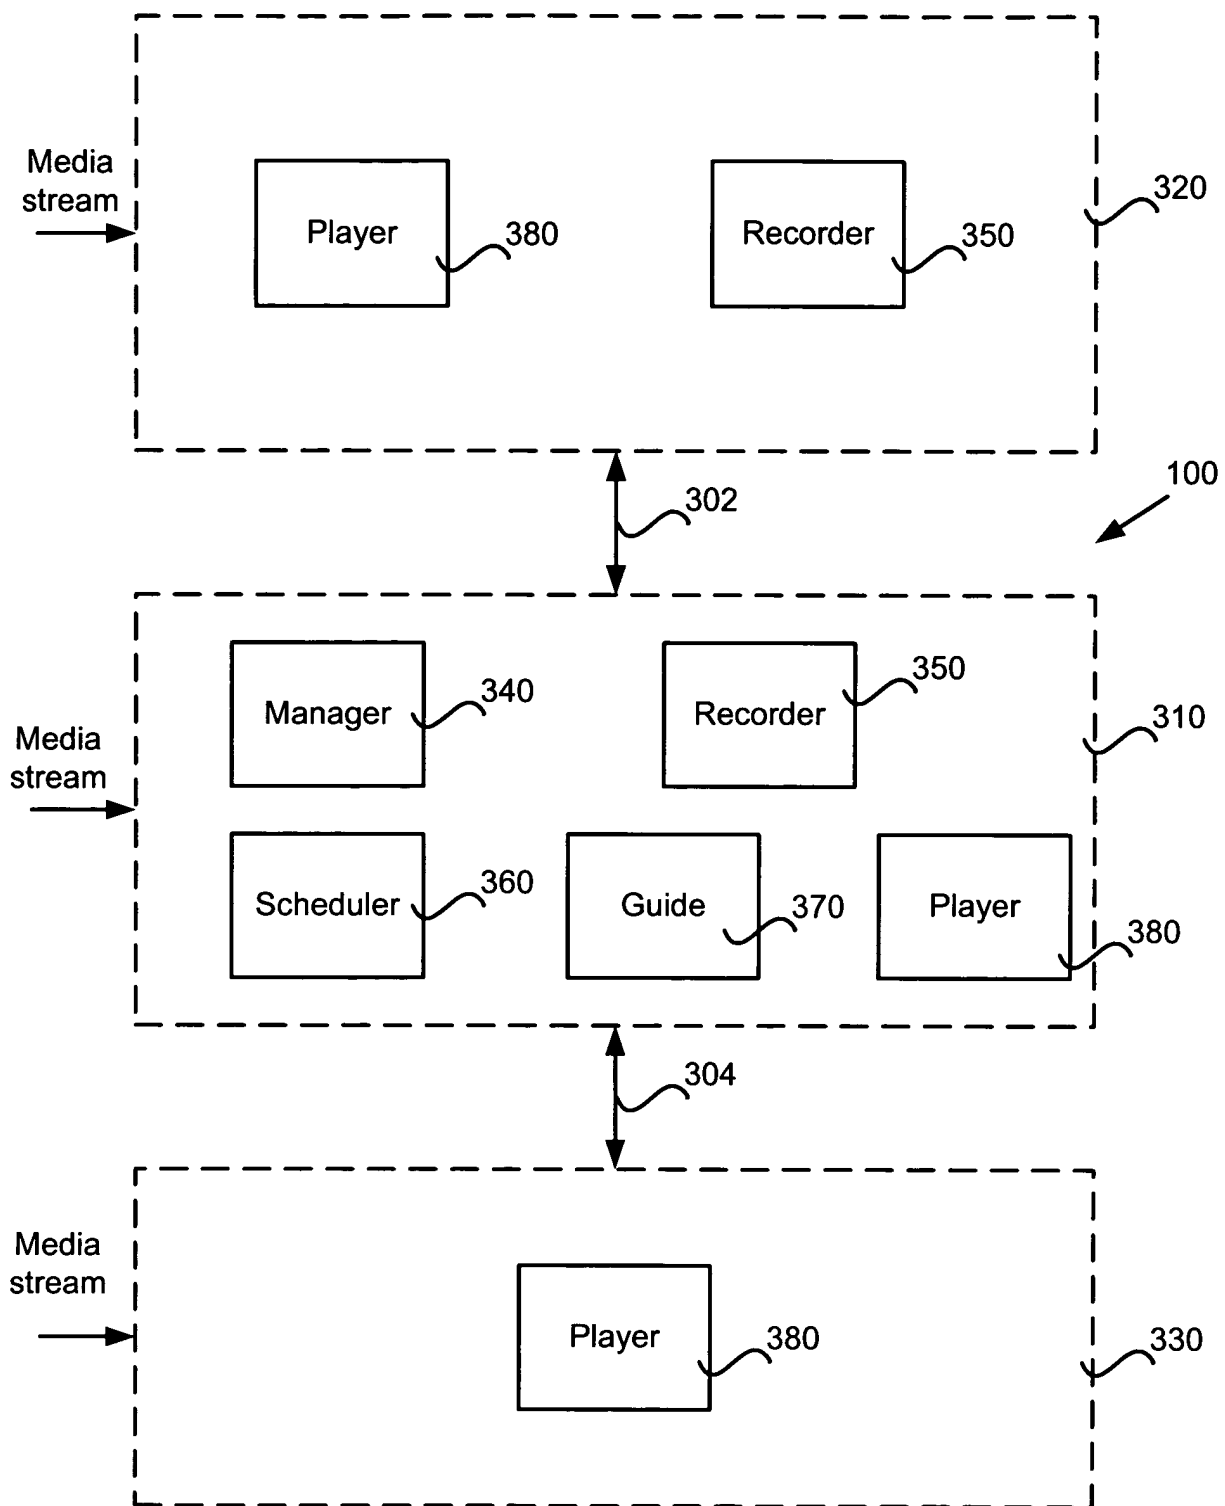 Media
stream
Player
380
Recorder
350
320
302
100
Manager
340
Recorder
350
310
Media
stream
Scheduler
360
Guide
370
Player
380
304
Media
stream
Player
380
330